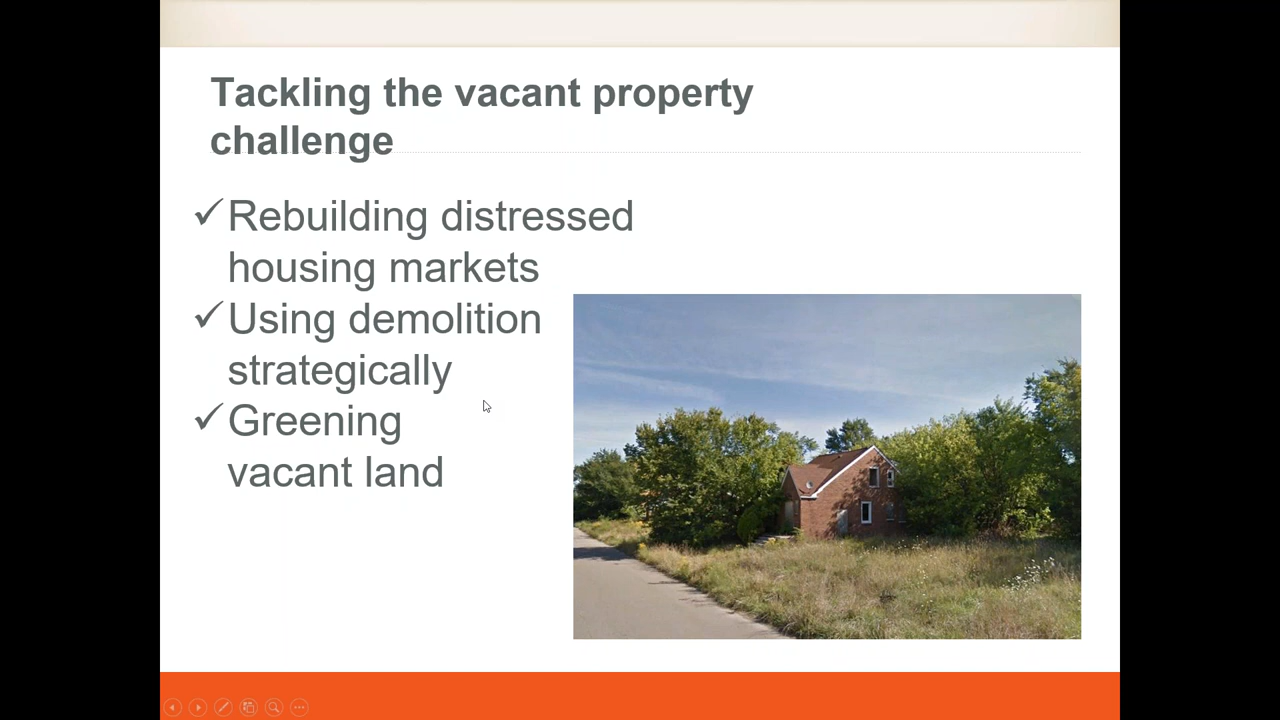 Tackling the vacant property
challenge
✓Rebuilding distressed
housing markets
✓Using demolition
strategically
✓Greening
vacant land